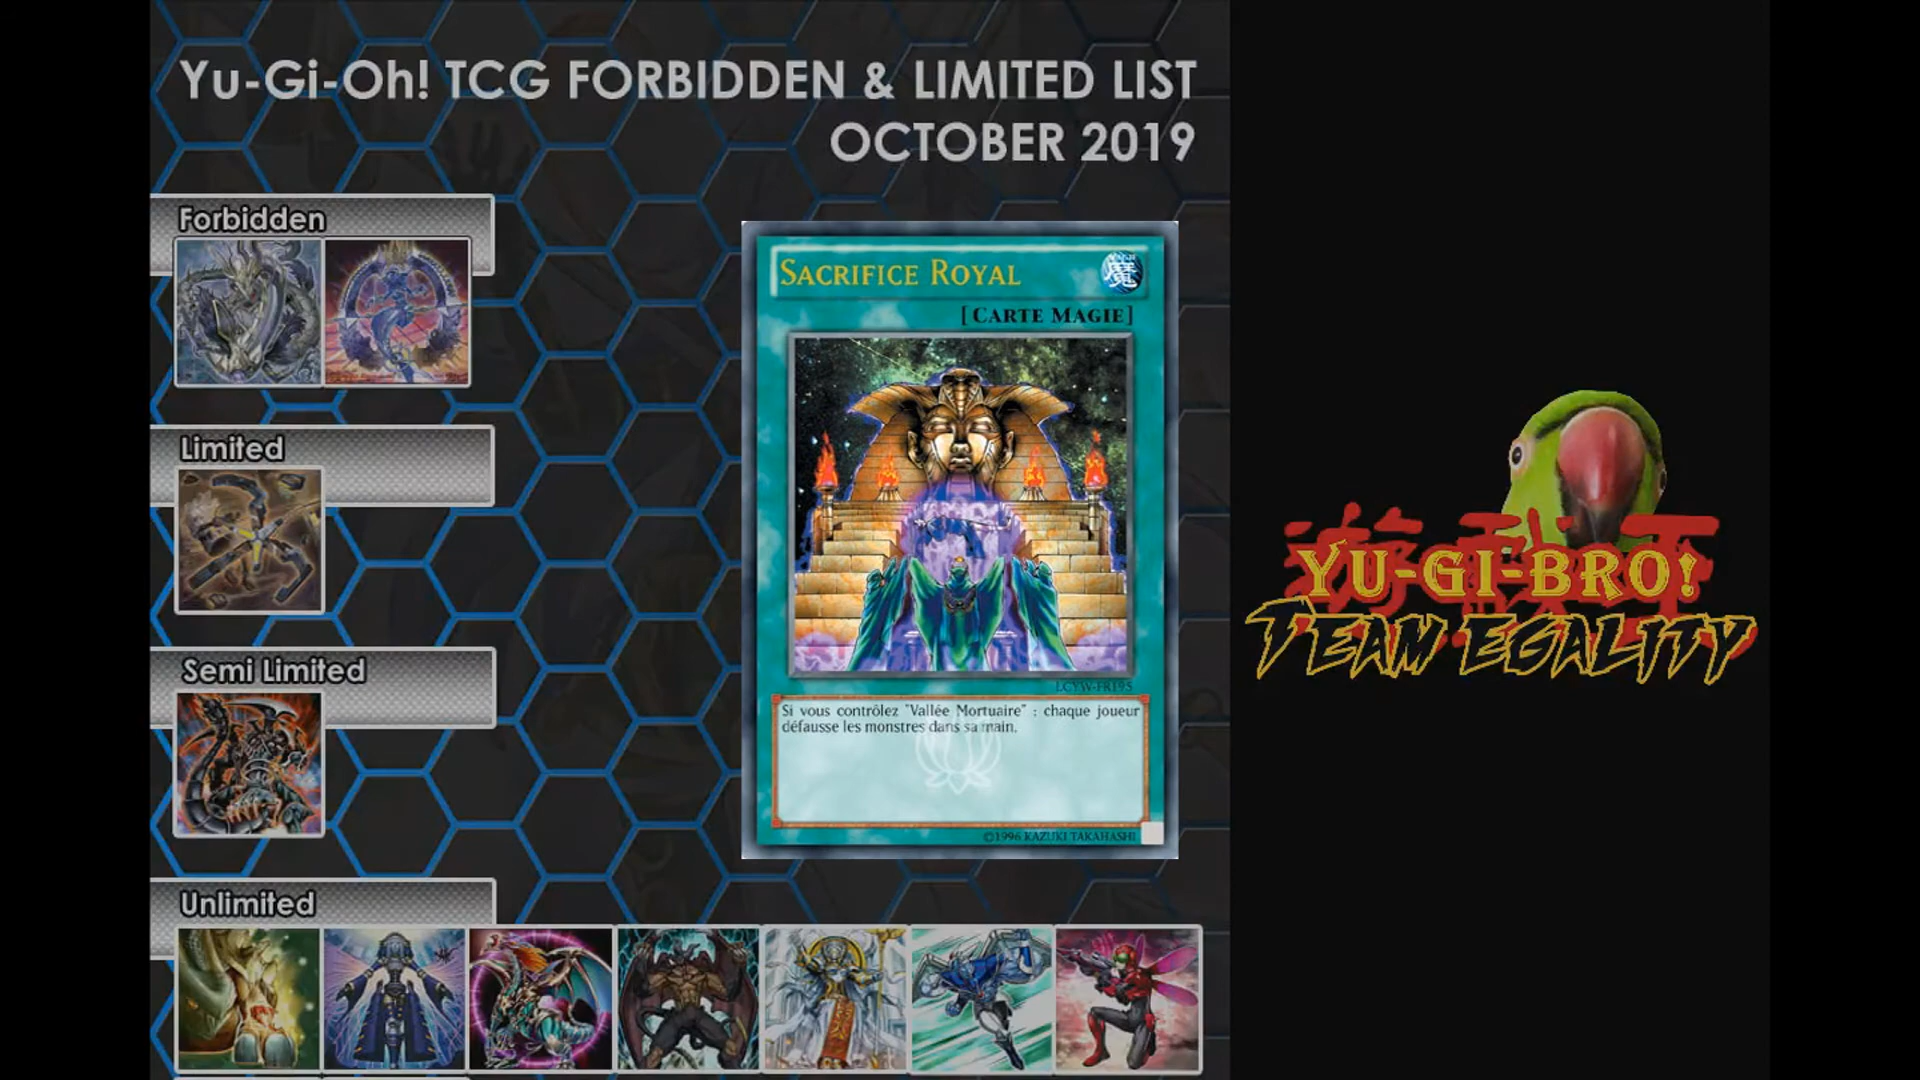 Yu-Gi-Oh! TCG FORBIDDEN & LIMITED LIST
OCTOBER 2019
Forbidden
Limited
Semi Limited
Unlimited
SACRIFICE ROYAL
魔
[CARTE MAGIE]
LCYW-FR195
Si vous contrôlez "Vallée Mortuaire" : chaque joueur
défausse les monstres dans sa main.
©1996 KAZUKI TAKAHASHI
YU-GI-BRO!
TEAM EGALITY